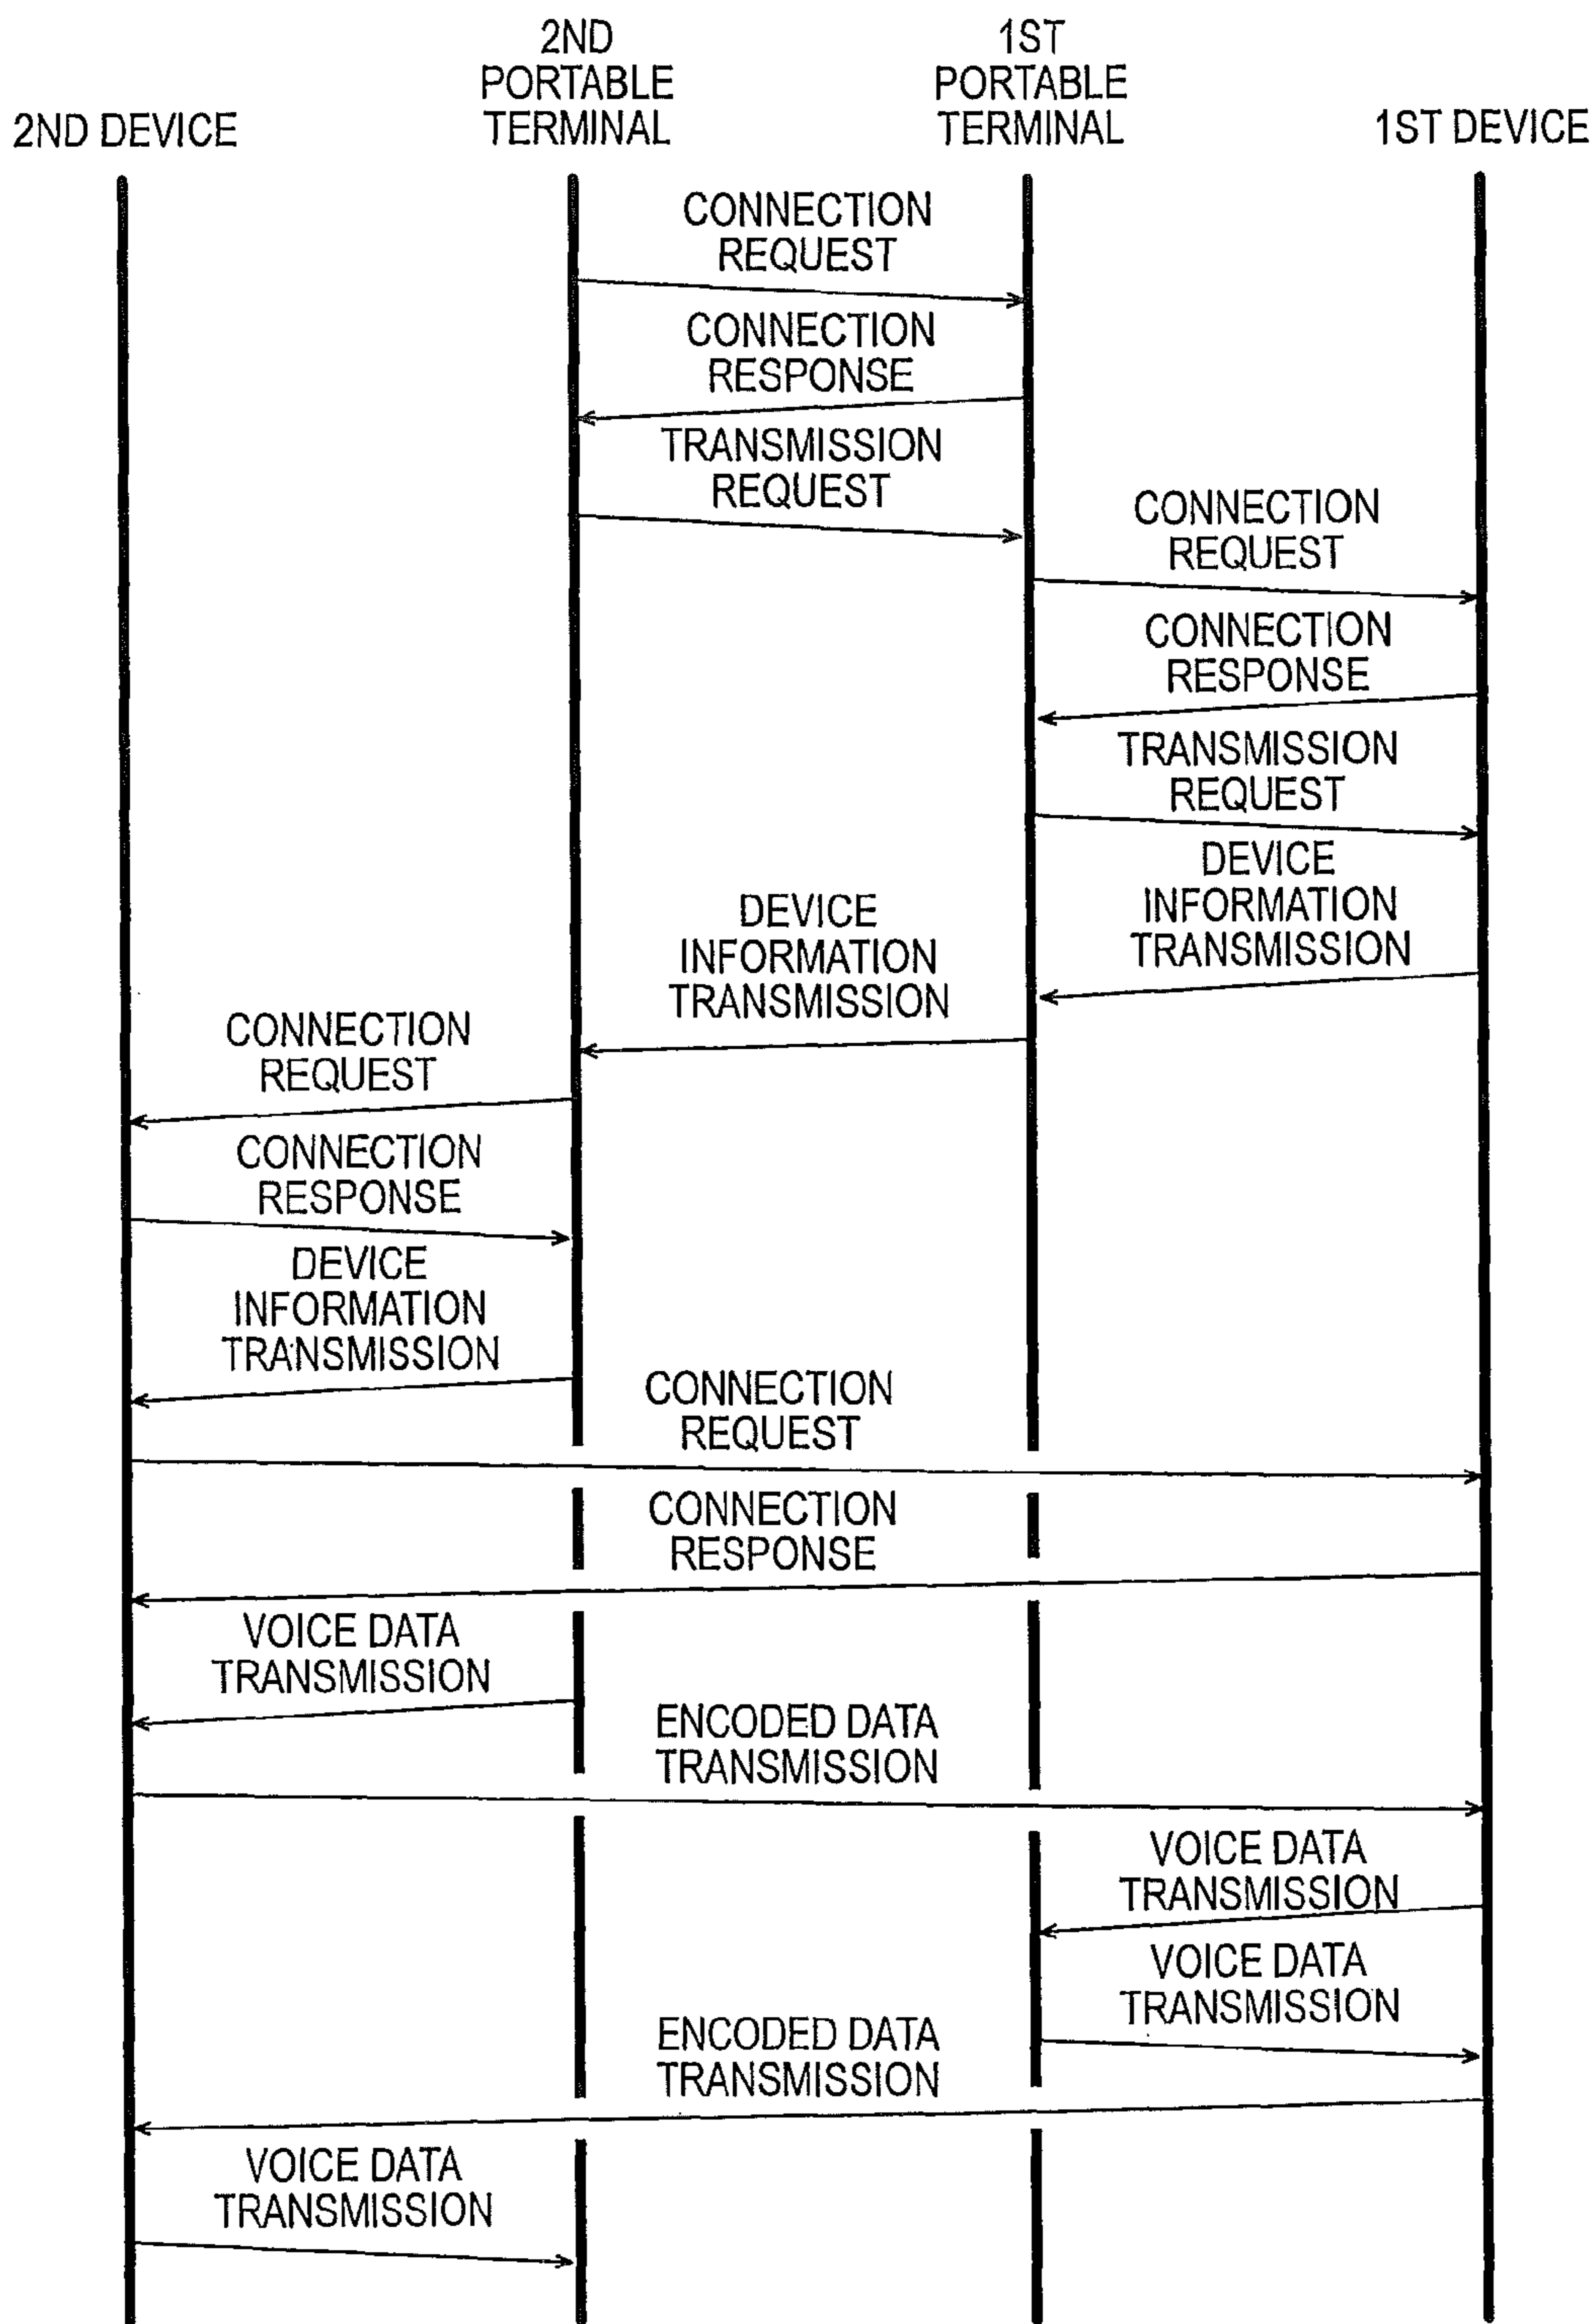 2ND
PORTABLE
TERMINAL
1ST
PORTABLE
TERMINAL
2ND DEVICE
1ST DEVICE
CONNECTION
REQUEST
CONNECTION
RESPONSE
TRANSMISSION
REQUEST
CONNECTION
REQUEST
CONNECTION
RESPONSE
TRANSMISSION
REQUEST
DEVICE
INFORMATION
TRANSMISSION
DEVICE
INFORMATION
TRANSMISSION
CONNECTION
REQUEST
CONNECTION
RESPONSE
DEVICE
INFORMATION
TRANSMISSION
CONNECTION
REQUEST
CONNECTION
RESPONSE
VOICE DATA
TRANSMISSION
ENCODED DATA
TRANSMISSION
VOICE DATA
TRANSMISSION
VOICE DATA
TRANSMISSION
ENCODED DATA
TRANSMISSION
VOICE DATA
TRANSMISSION